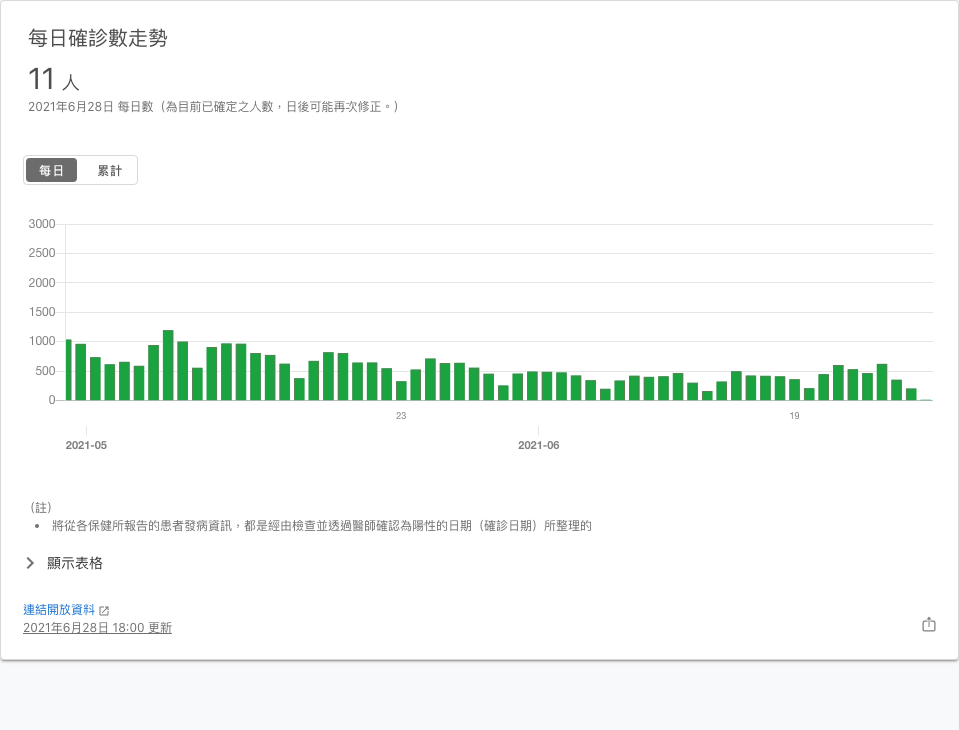 每日確診數走勢
11 人
2021年6月28日 每日數（為目前已確定之人數，日後可能再次修正。）
每日 累計
3000
2500
2000
1500
1000
500
0
23 19
2021-05 2021-06
（註）
• 將從各保健所報告的患者發病資訊，都是經由檢查並透過醫師確認為陽性的日期（確診日期）所整理的
顯示表格
連結開放資料
2021年6月28日 18:00 更新